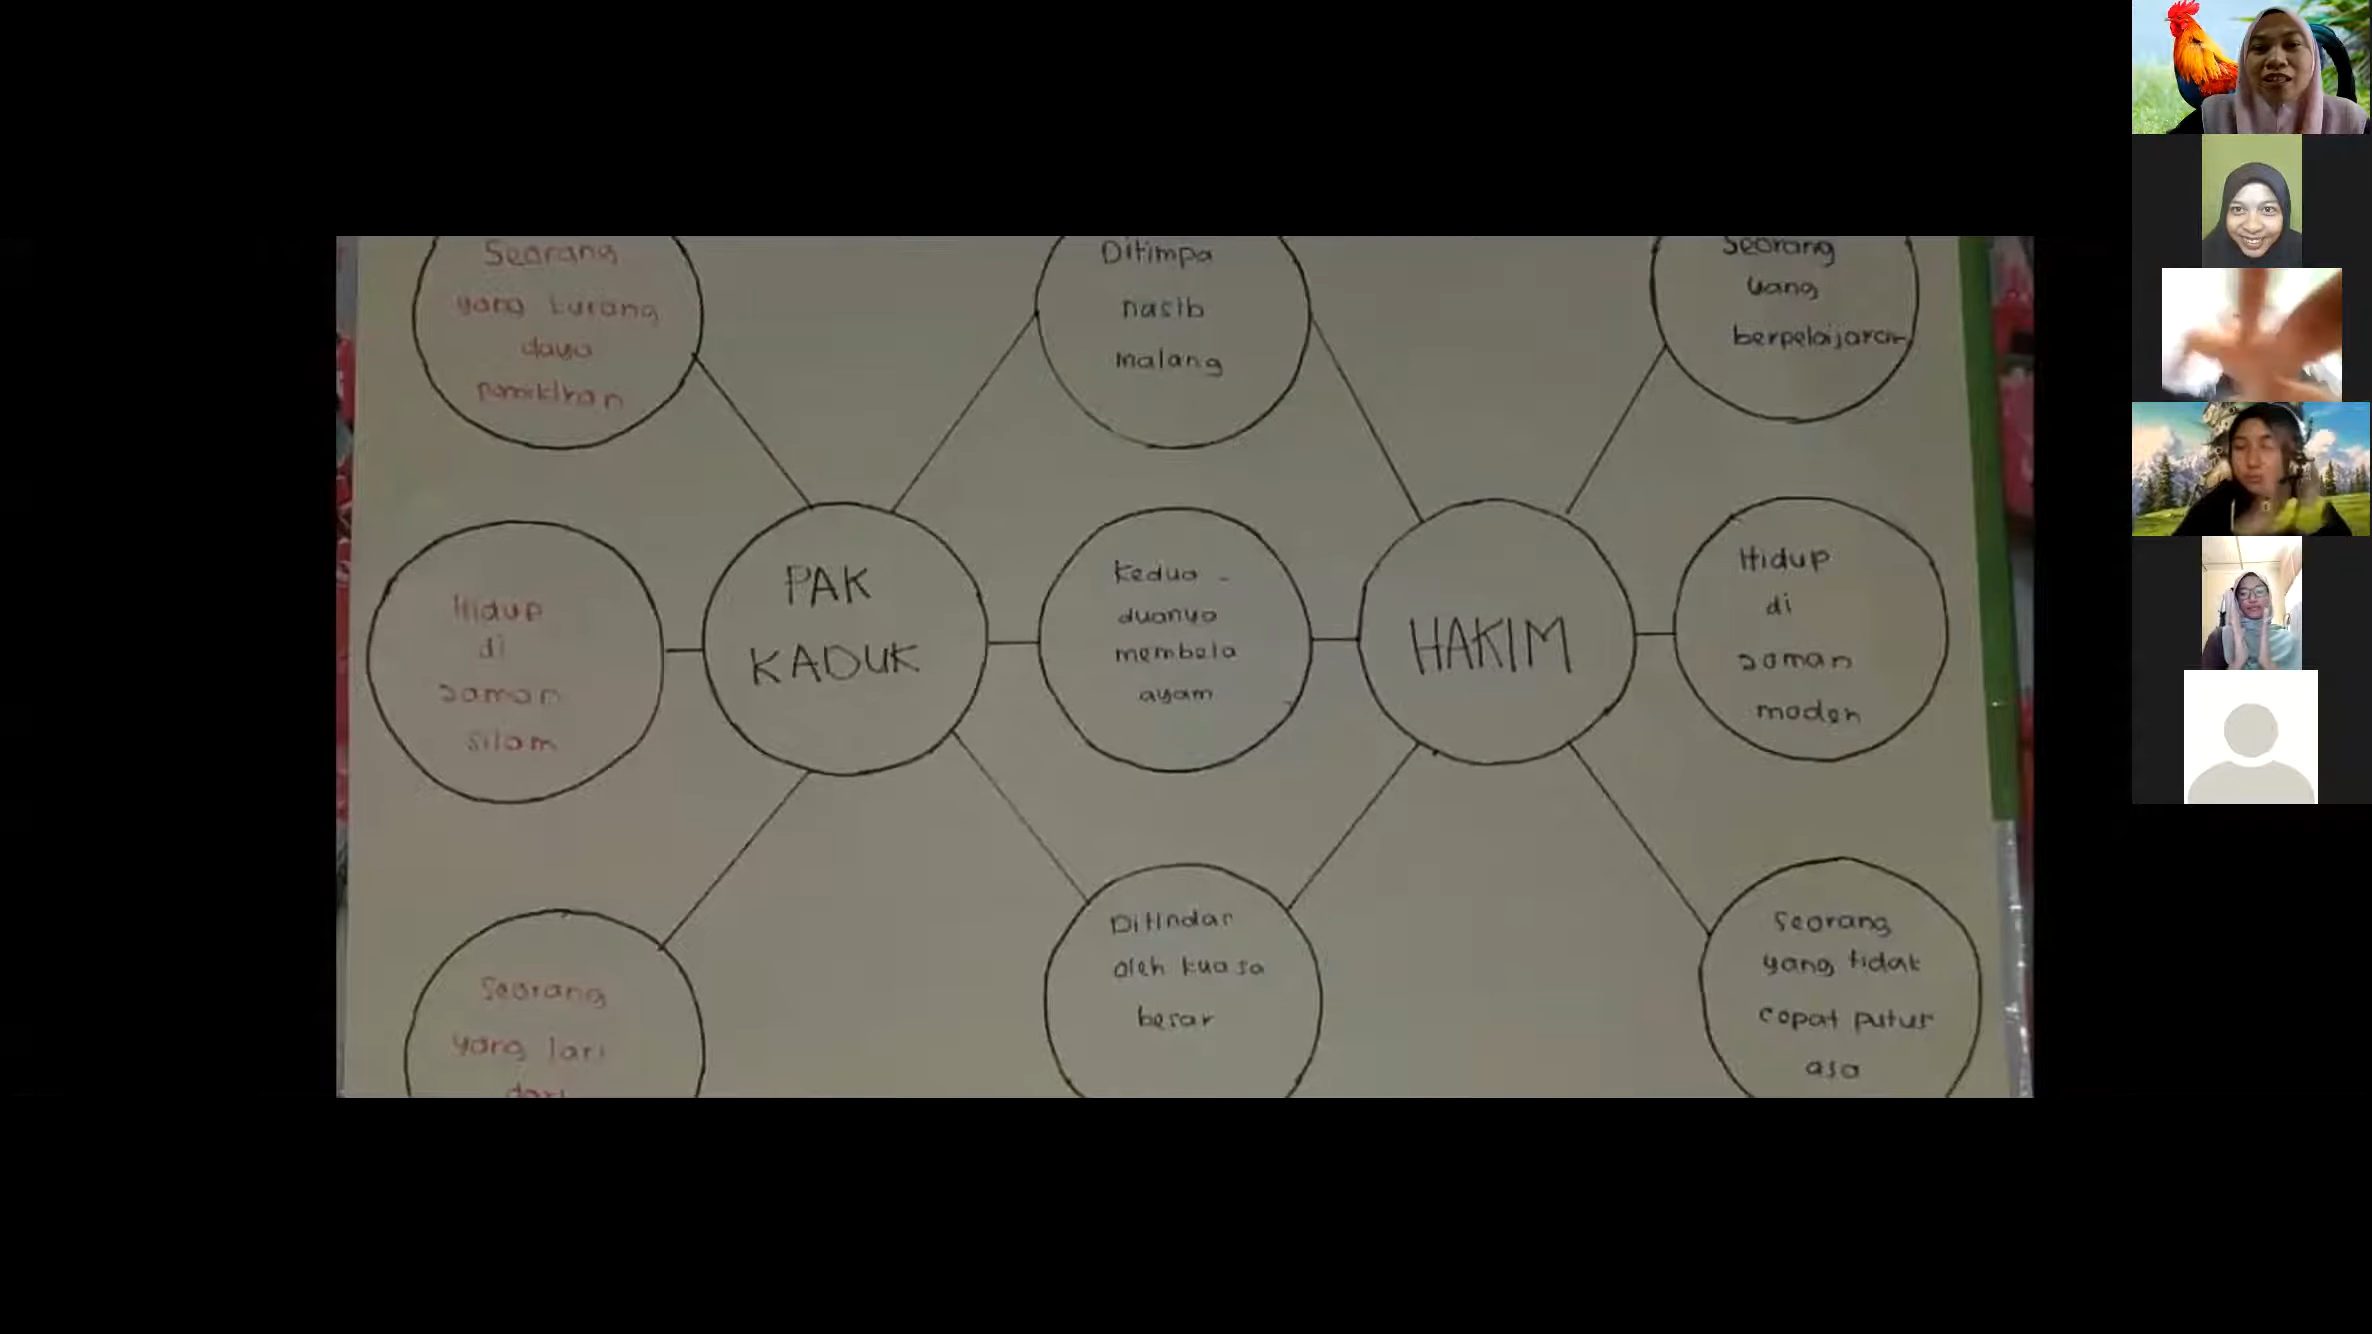 Seorang
yang kurang
daya
pemikiran
Ditimpa
nasib
malang
Seorang
yang
berpelajaran
Hidup
di
zaman
silam
PAK
KADUK
Kedua -
duanya
membela
ayam
HAKIM
Hidup
di
zaman
moden
Seorang
yang lari
dari
Ditindas
oleh kuasa
besar
Seorang
yang tidak
cepat putus
asa